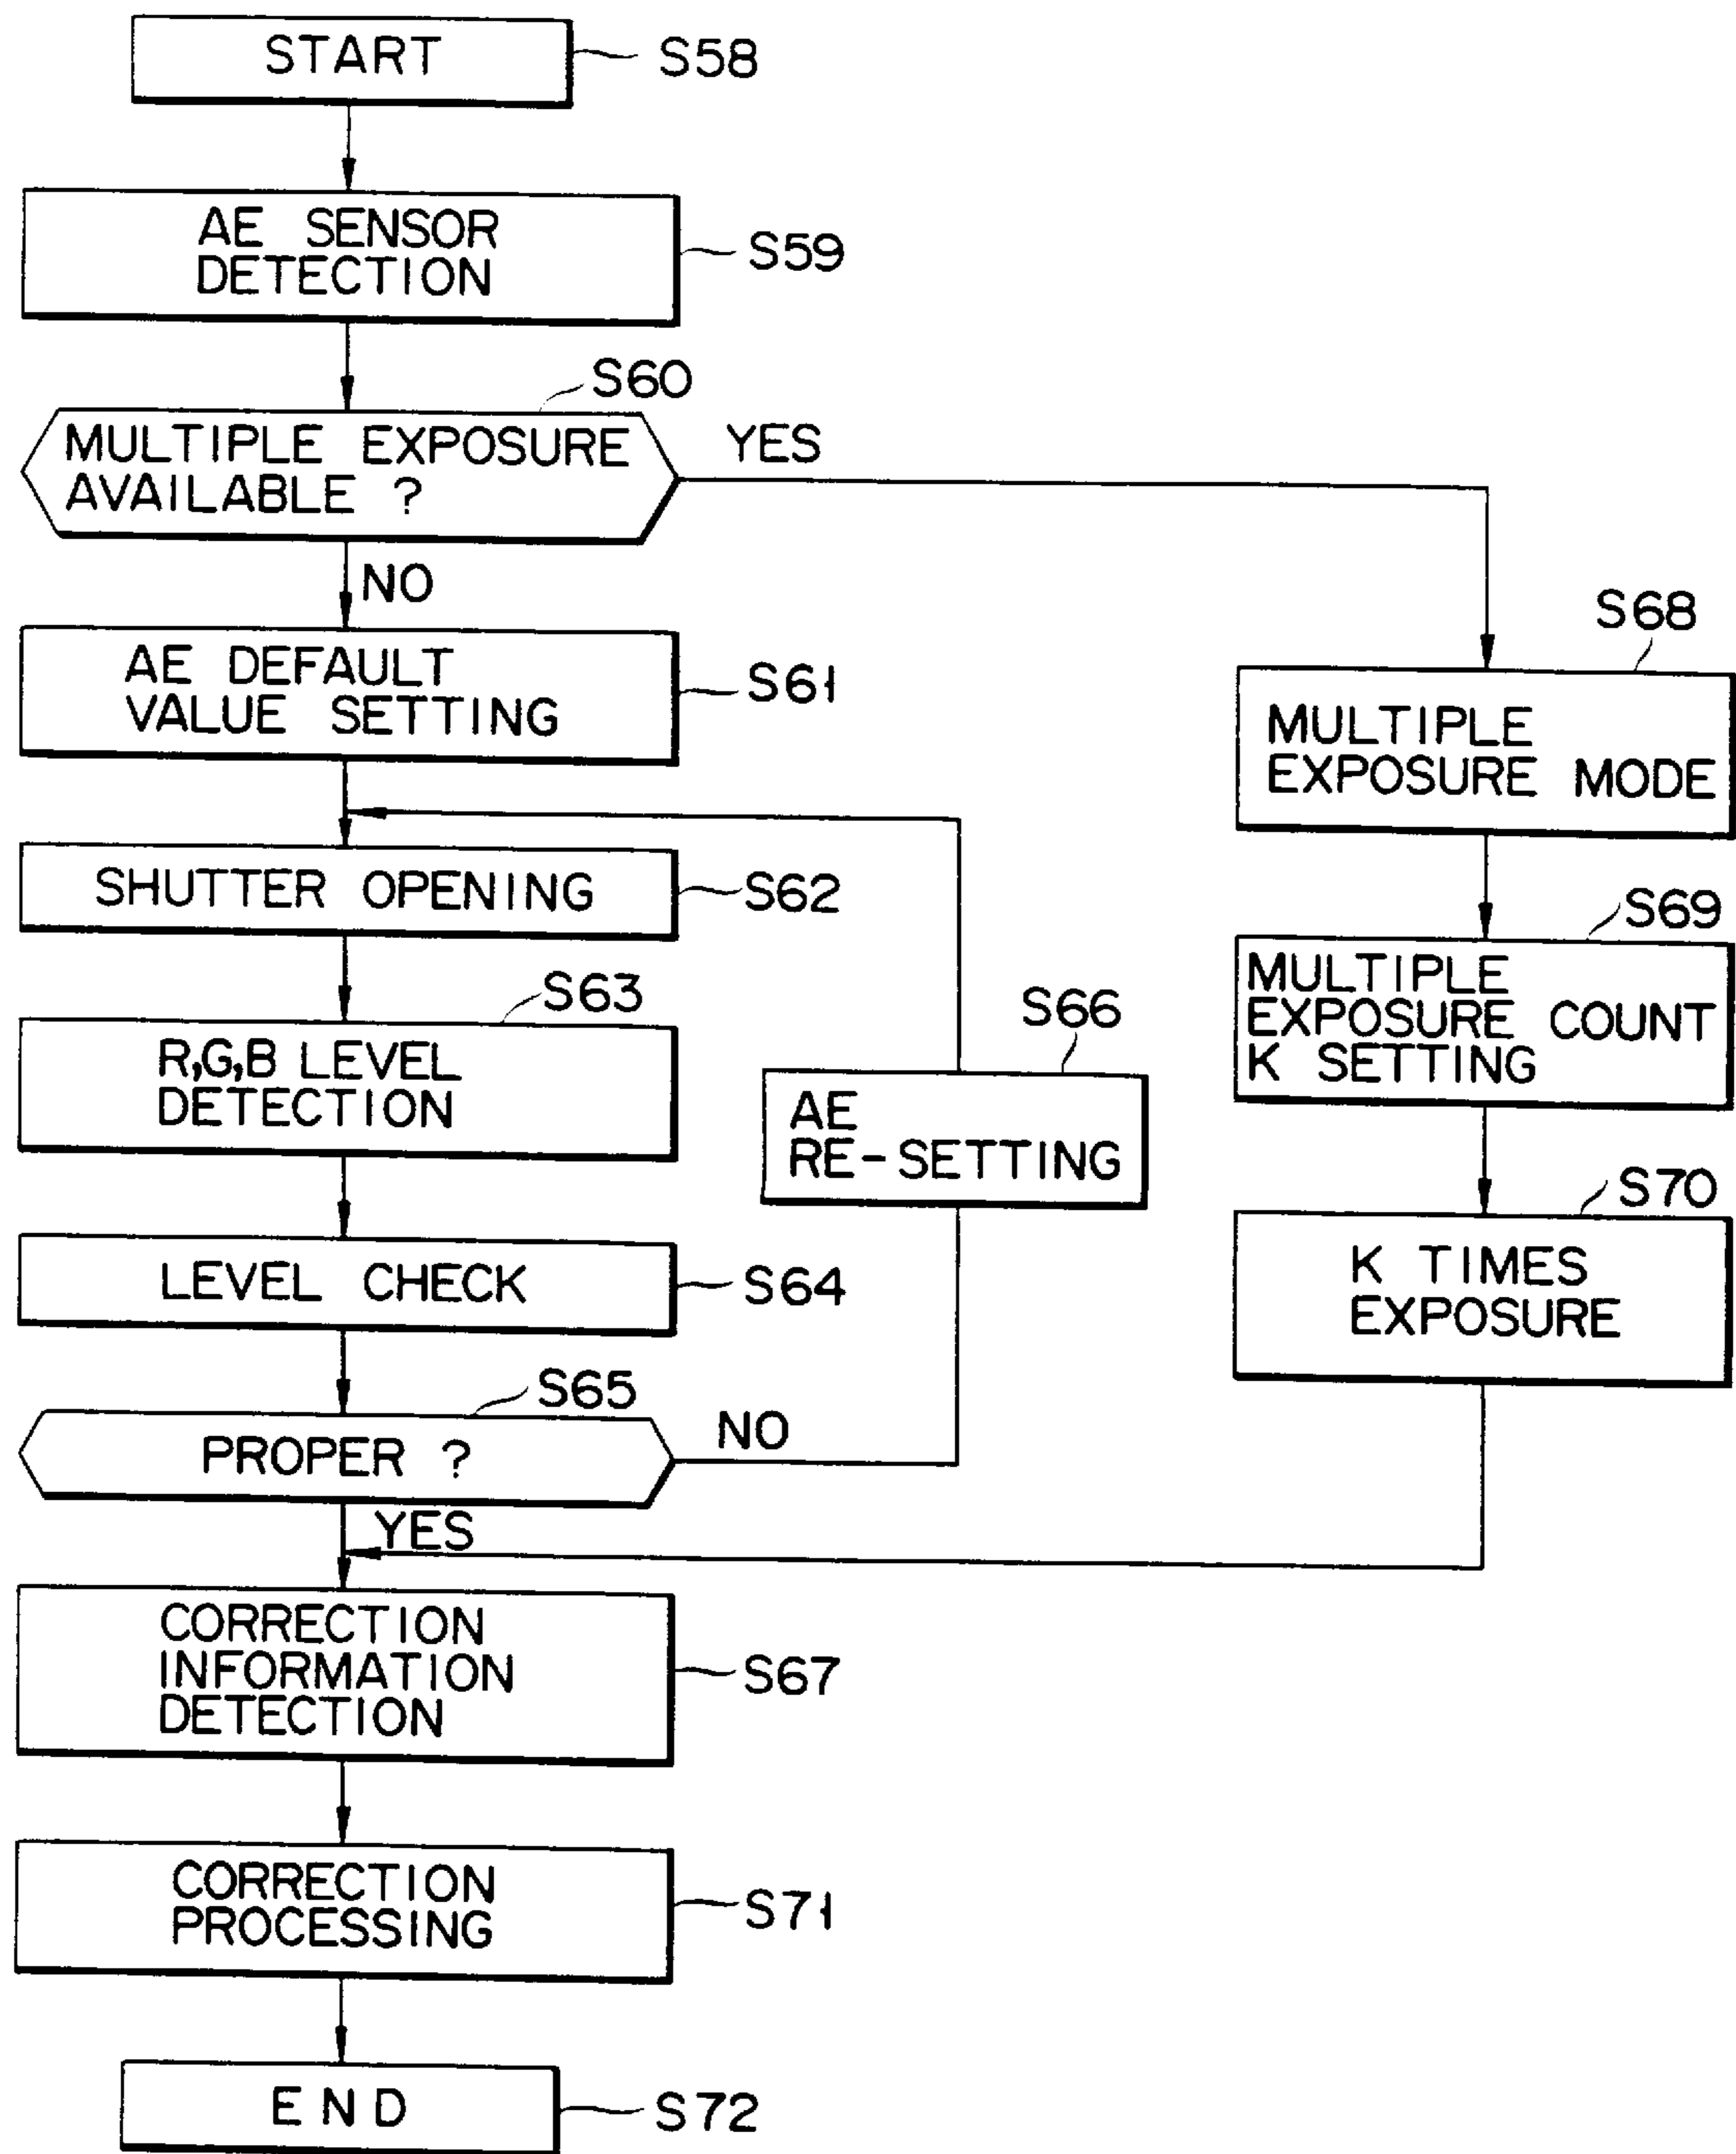 START
S58
AE SENSOR
DETECTION
S59
S60
MULTIPLE EXPOSURE
AVAILABLE ?
YES
NO
AE DEFAULT
VALUE SETTING
S61
S68
MULTIPLE
EXPOSURE MODE
SHUTTER OPENING
S62
S69
MULTIPLE
EXPOSURE COUNT
K SETTING
S63
R,G,B LEVEL
DETECTION
S66
AE
RE-SETTING
S70
K TIMES
EXPOSURE
LEVEL CHECK
S64
S65
PROPER ?
NO
YES
CORRECTION
INFORMATION
DETECTION
S67
CORRECTION
PROCESSING
S71
END
S72